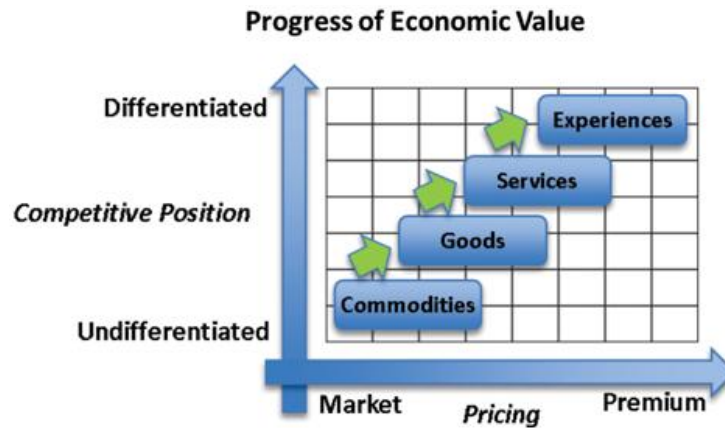 Progress of Economic Value
Differentiated
Experiences
Services
Competitive Position
Goods
Commodities
Undifferentiated
Market
Pricing
Premium